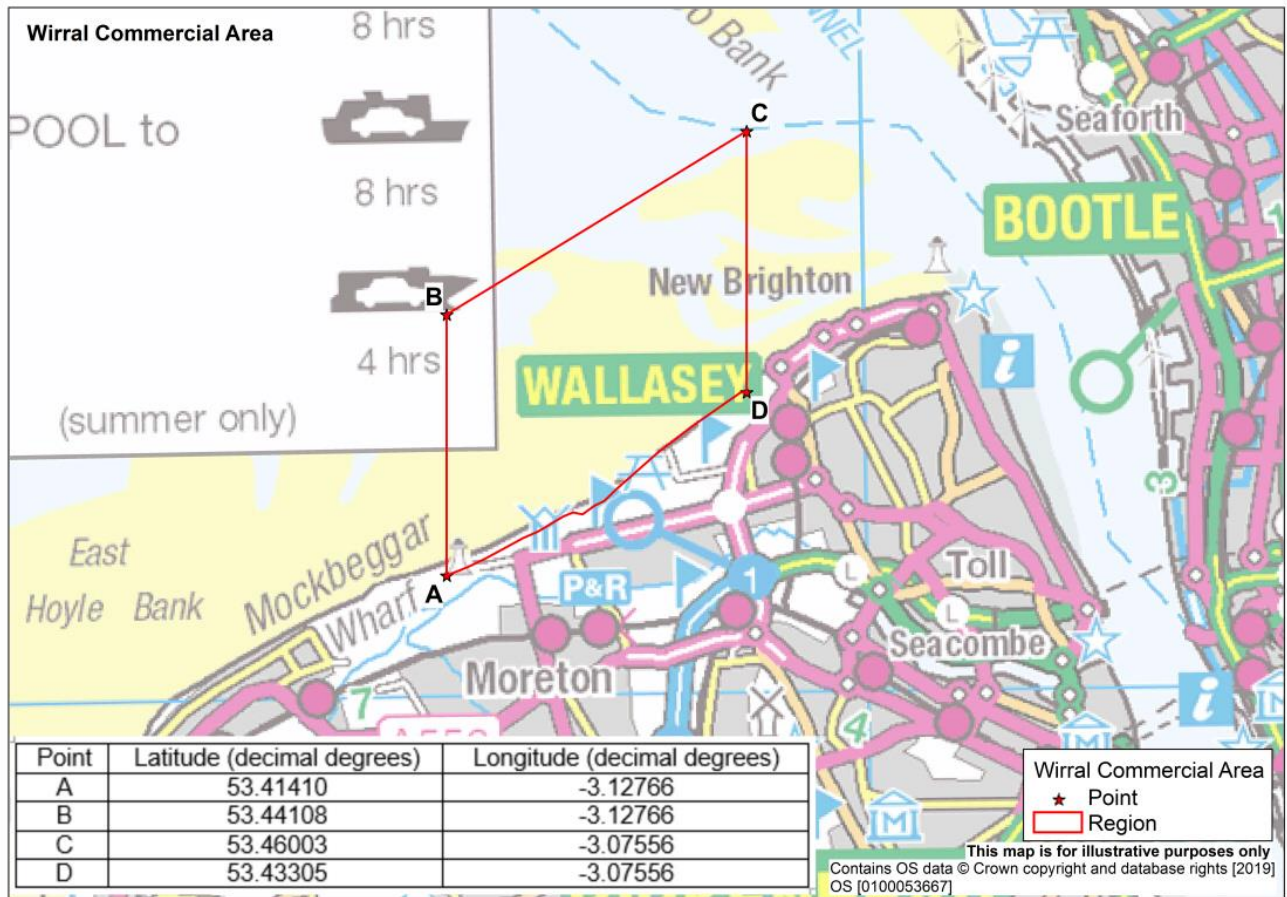 Wirral Commercial Area
8 hrs
POOL to
8 hrs
4 hrs
(summer only)
Bank
C
Seaforth
BOOTLE
B
New Brighton
WALLASEY
D
i
3
East
Hoyle Bank
Mockbeggar
Wharf
A
P&R
1
L
Toll
L
Seacombe
Moreton
7
4
i
M
M
M
Point Latitude (decimal degrees) Longitude (decimal degrees)
A 53.41410 -3.12766
B 53.44108 -3.12766
C 53.46003 -3.07556
D 53.43305 -3.07556
Wirral Commercial Area
Point
Region
This map is for illustrative purposes only
Contains OS data © Crown copyright and database rights [2019]
OS [0100053667]